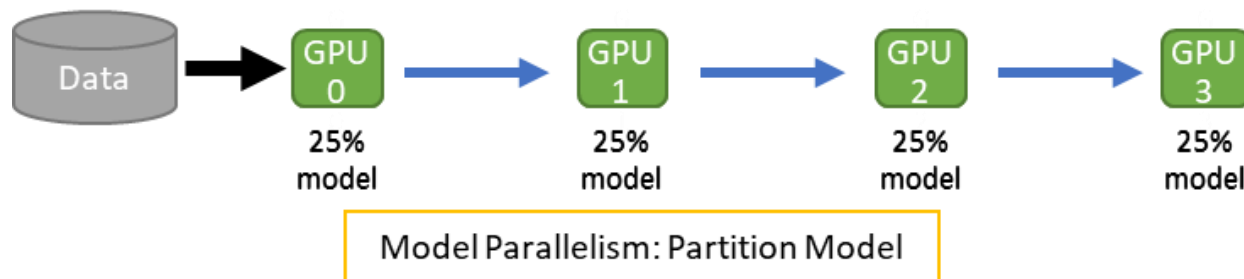 Data
GPU
0
GPU
1
GPU
2
GPU
3
25%
model
25%
model
25%
model
25%
model
Model Parallelism: Partition Model